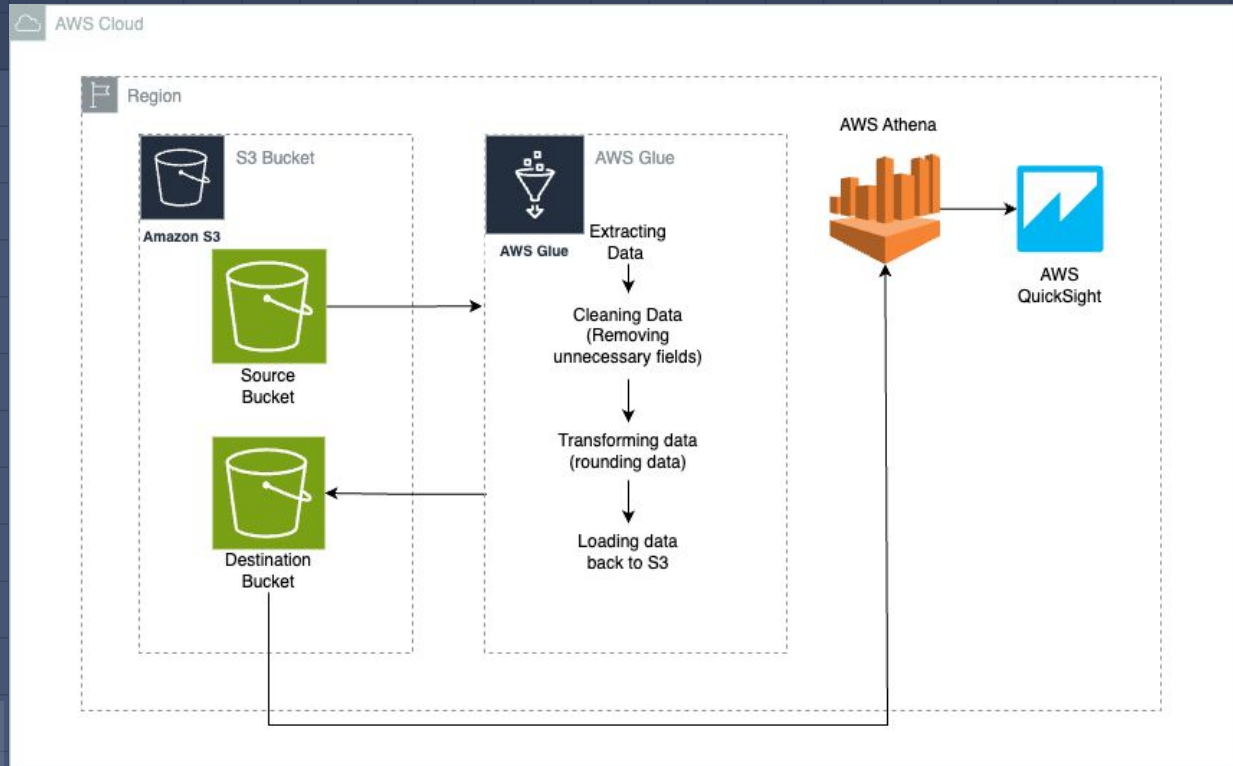 AWS Cloud
Region
S3 Bucket
Amazon S3
Source
Bucket
Destination
Bucket
AWS Glue
AWS Glue
Extracting
Data
Cleaning Data
(Removing
unnecessary fields)
Transforming data
(rounding data)
Loading data
back to S3
AWS Athena
AWS
QuickSight